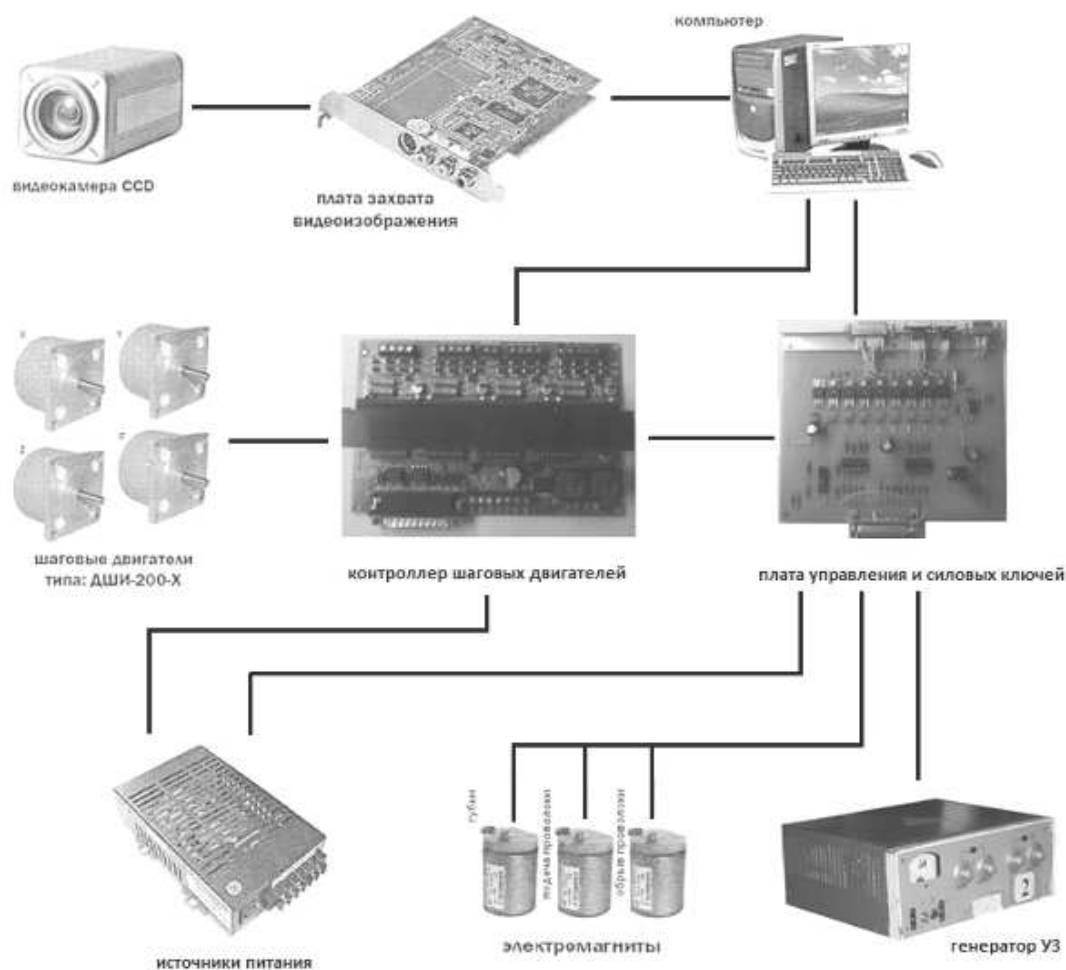 компьютер
видеокамера CCD
плата захвата
видеоизображения
шаговые двигатели
типа: ДШИ-200-Х
контроллер шаговых двигателей
плата управления и силовых ключей
губки
подача проволоки
обрыв проволоки
2
электромагниты
генератор УЗ
источники питания